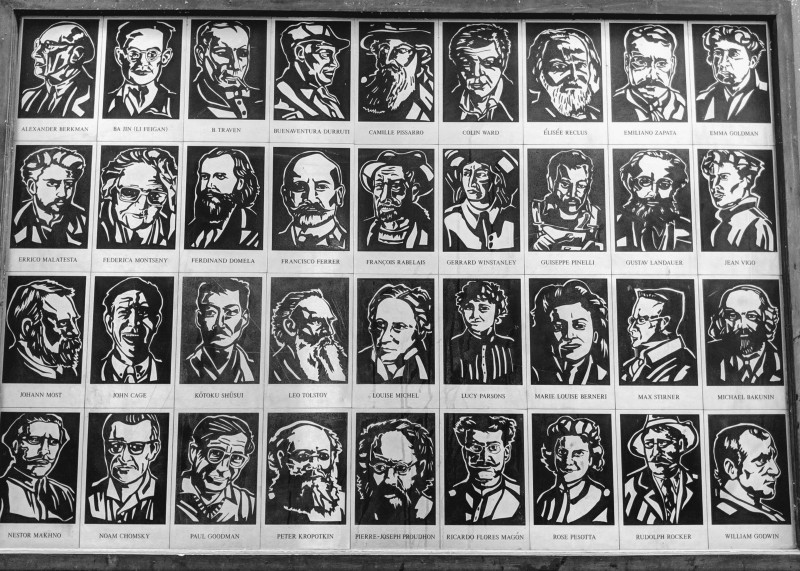 ALEXANDER BERKMAN
BA JIN (LI FEIGAN)
B. TRAVEN
BUENAVENTURA DURRUTI
CAMILLE PISSARRO
COLIN WARD
ÉLISÉE RECLUS
EMILIANO ZAPATA
EMMA GOLDMAN
ERRICO MALATESTA
FEDERICA MONTSENY
FERDINAND DOMELA
FRANCISCO FERRER
FRANÇOIS RABELAIS
GERRARD WINSTANLEY
GUISEPPE PINELLI
GUSTAV LANDAUER
JEAN VIGO
JOHANN MOST
JOHN CAGE
KŌTOKU SHŪSUI
LEO TOLSTOY
LOUISE MICHEL
LUCY PARSONS
MARIE LOUISE BERNERI
MAX STIRNER
MICHAEL BAKUNIN
NESTOR MAKHNO
NOAM CHOMSKY
PAUL GOODMAN
PETER KROPOTKIN
PIERRE-JOSEPH PROUDHON
RICARDO FLORES MAGÓN
ROSE PESOTTA
RUDOLPH ROCKER
WILLIAM GODWIN